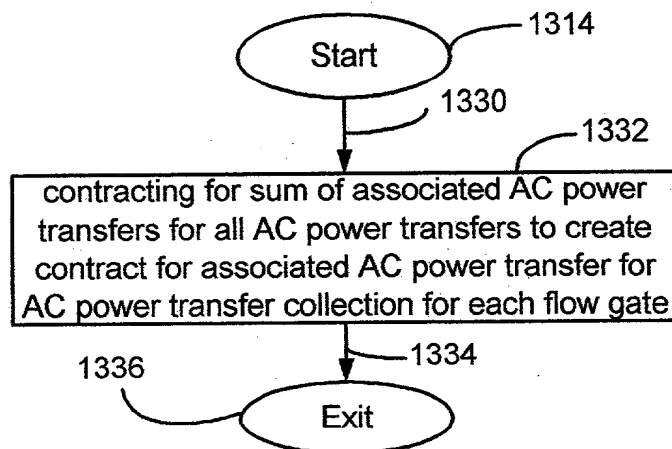 Start
1314
1330
1332
contracting for sum of associated AC power
transfers for all AC power transfers to create
contract for associated AC power transfer for
AC power transfer collection for each flow gate
1334
1336
Exit